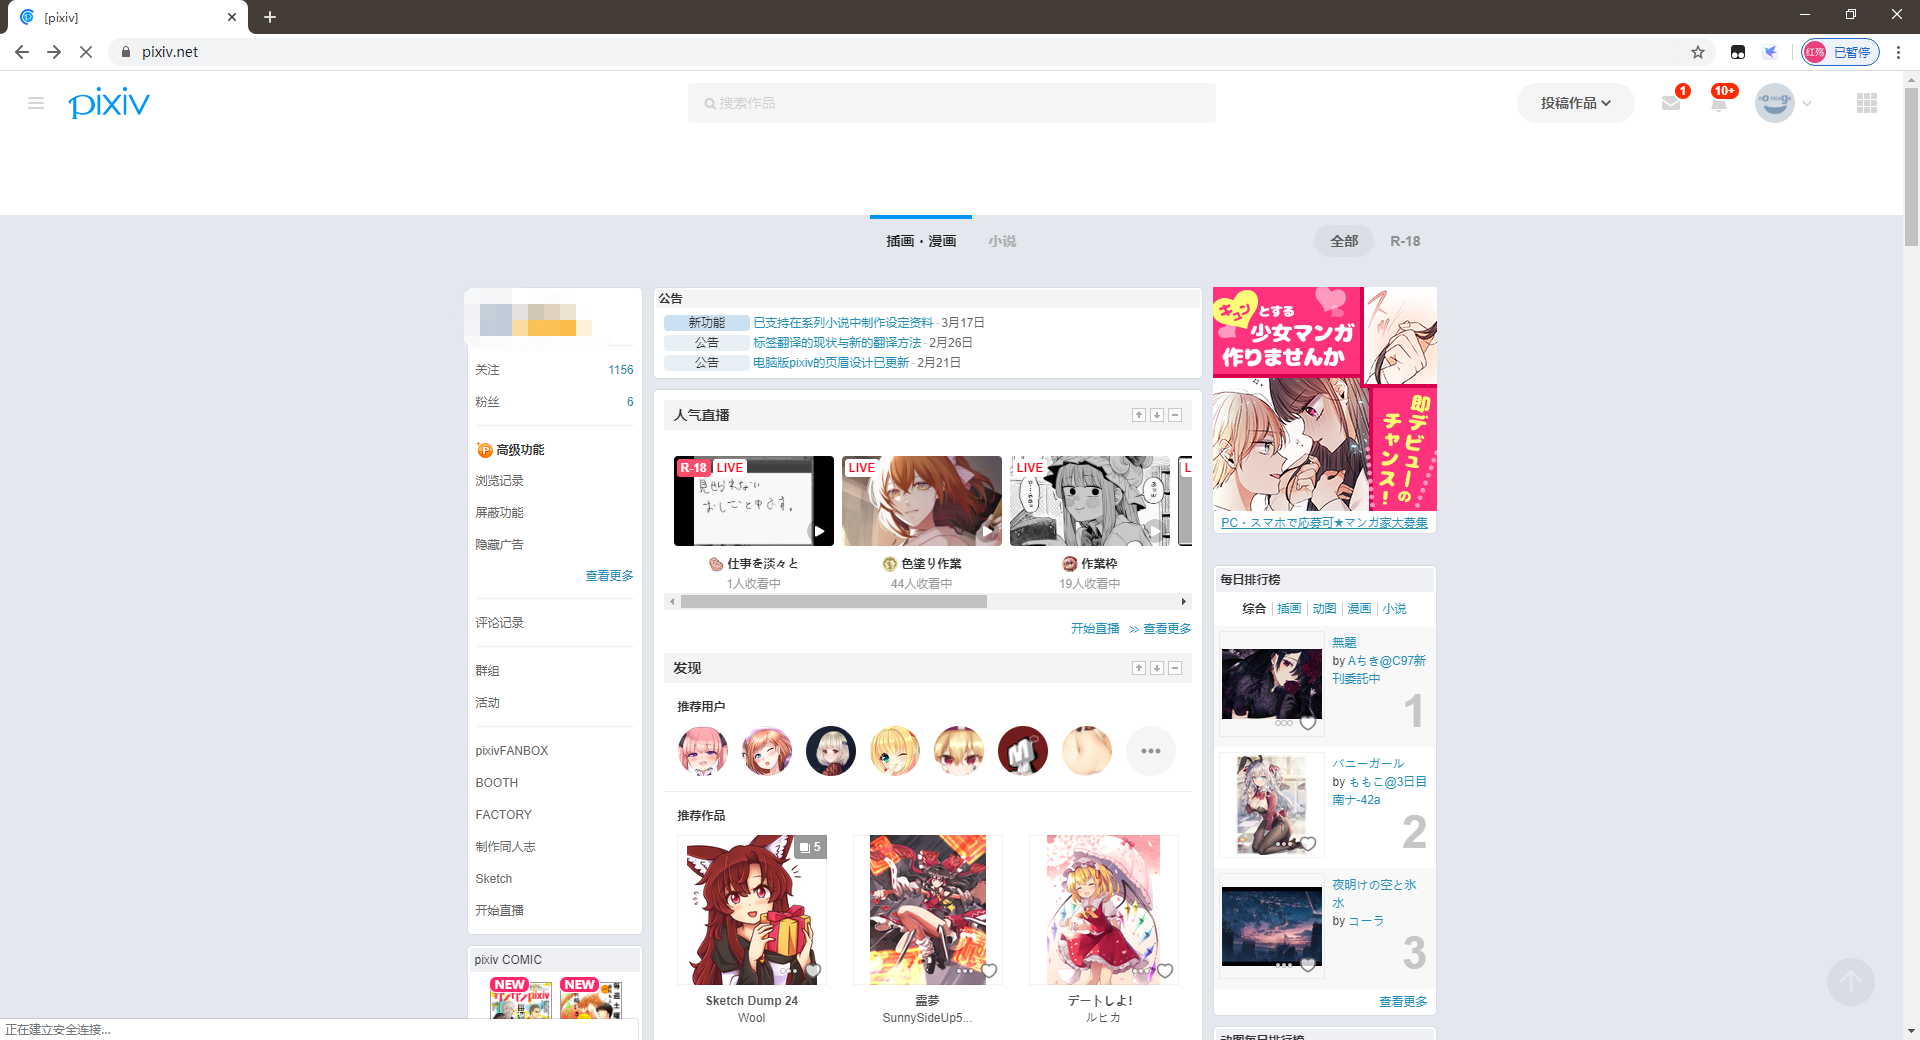 [pixiv]
pixiv.net
红殇 已暂停
pixiv
搜索作品
投稿作品
1
10+
no image
插画・漫画
小说
全部
R-18
关注 1156
粉丝 6
高级功能
浏览记录
屏蔽功能
隐藏广告
查看更多
评论记录
群组
活动
pixivFANBOX
BOOTH
FACTORY
制作同人志
Sketch
开始直播
pixiv COMIC
NEW
NEW
正在建立安全连接...
公告
新功能 已支持在系列小说中制作设定资料 - 3月17日
公告 标签翻译的现状与新的翻译方法 - 2月26日
公告 电脑版pixiv的页眉设计已更新 - 2月21日
人气直播
R-18 LIVE
LIVE
LIVE
L
仕事を淡々と
1人收看中
色塗り作業
44人收看中
作業枠
19人收看中
开始直播 >> 查看更多
发现
推荐用户
推荐作品
5
Sketch Dump 24
Wool
霊夢
SunnySideUp5...
デートしよ!
ルヒカ
キュンとする
少女マンガ
作りませんか
即デビューの
チャンス！
PC・スマホで応募可★マンガ家大募集
每日排行榜
综合 | 插画 | 动图 | 漫画 | 小说
無題
by Aちき@C97新
刊委託中
1
バニーガール
by ももこ@3日目
南ナ-42a
2
夜明けの空と氷
水
by コーラ
3
查看更多
动图每日排行榜